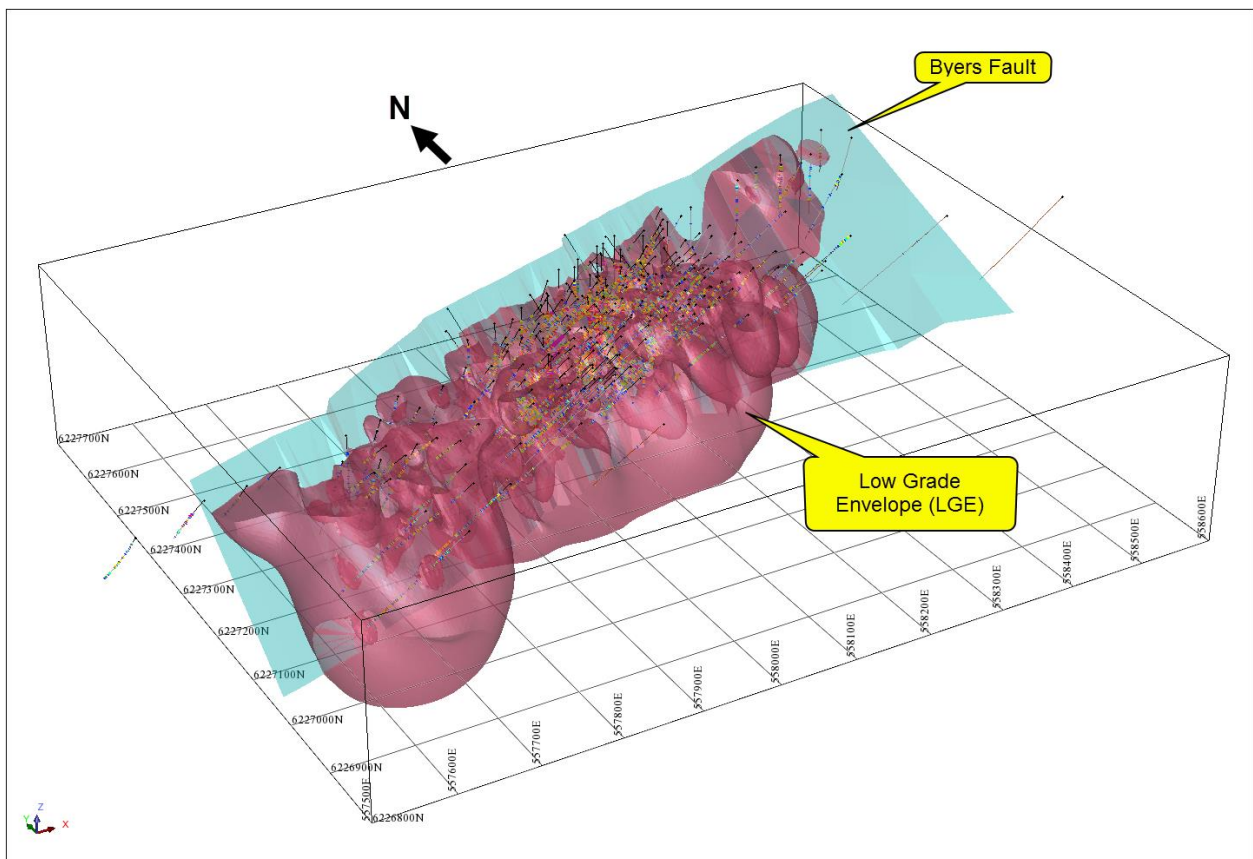 Byers Fault
N
Low Grade
Envelope (LGE)
6227700N
6227600N
6227500N
6227400N
6227300N
6227200N
6227100N
6227000N
6226900N
6226800N
557500E
557600E
557700E
557800E
557900E
558000E
558100E
558200E
558300E
558400E
558500E
558600E
Z
Y
X